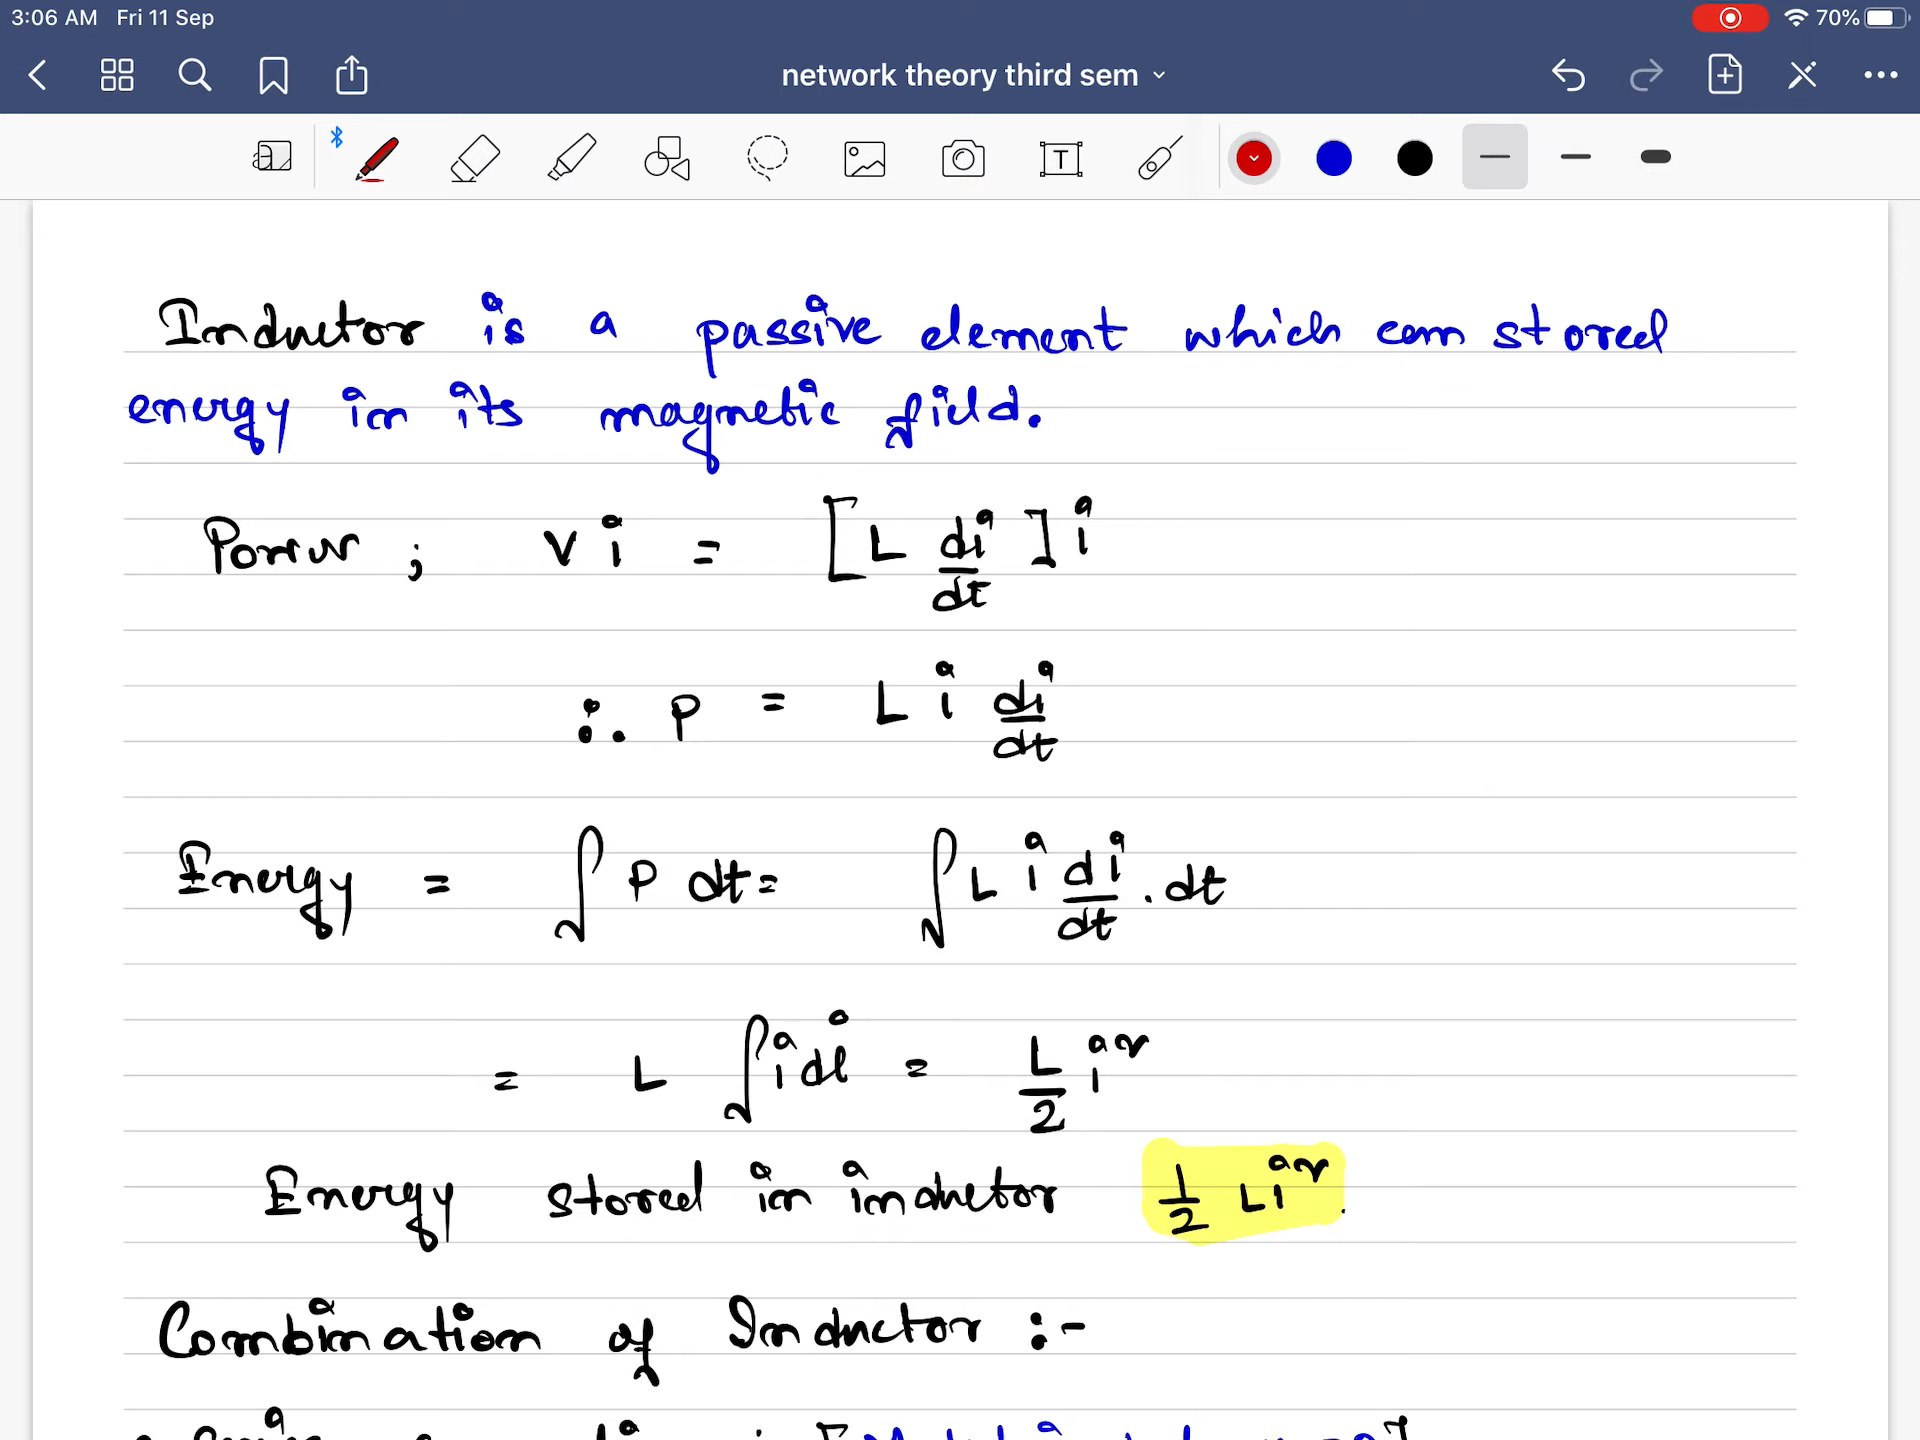 3:06 AM Fri 11 Sep 70%
network theory third sem
Inductor is a passive element which can stored
energy in its magnetic field.
Power ; v i = [L di/dt] i
∴ P = L i di/dt
Energy = ∫ P dt = ∫ L i di/dt . dt
= L ∫ i di = L/2 i²
Energy stored in inductor 1/2 Li².
Combination of Inductor :-